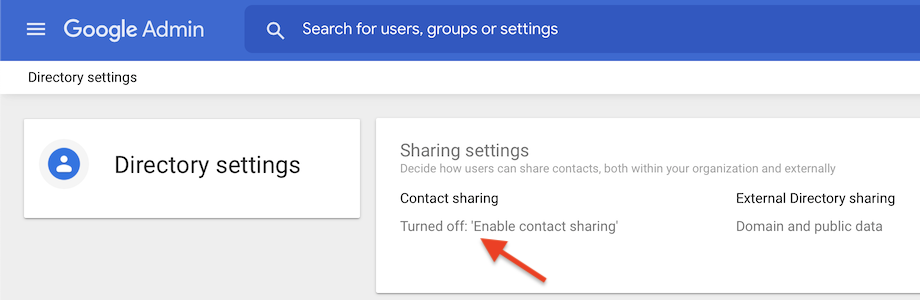 Google Admin
Search for users, groups or settings
Directory settings
Directory settings
Sharing settings
Decide how users can share contacts, both within your organization and externally
Contact sharing
Turned off: 'Enable contact sharing'
External Directory sharing
Domain and public data